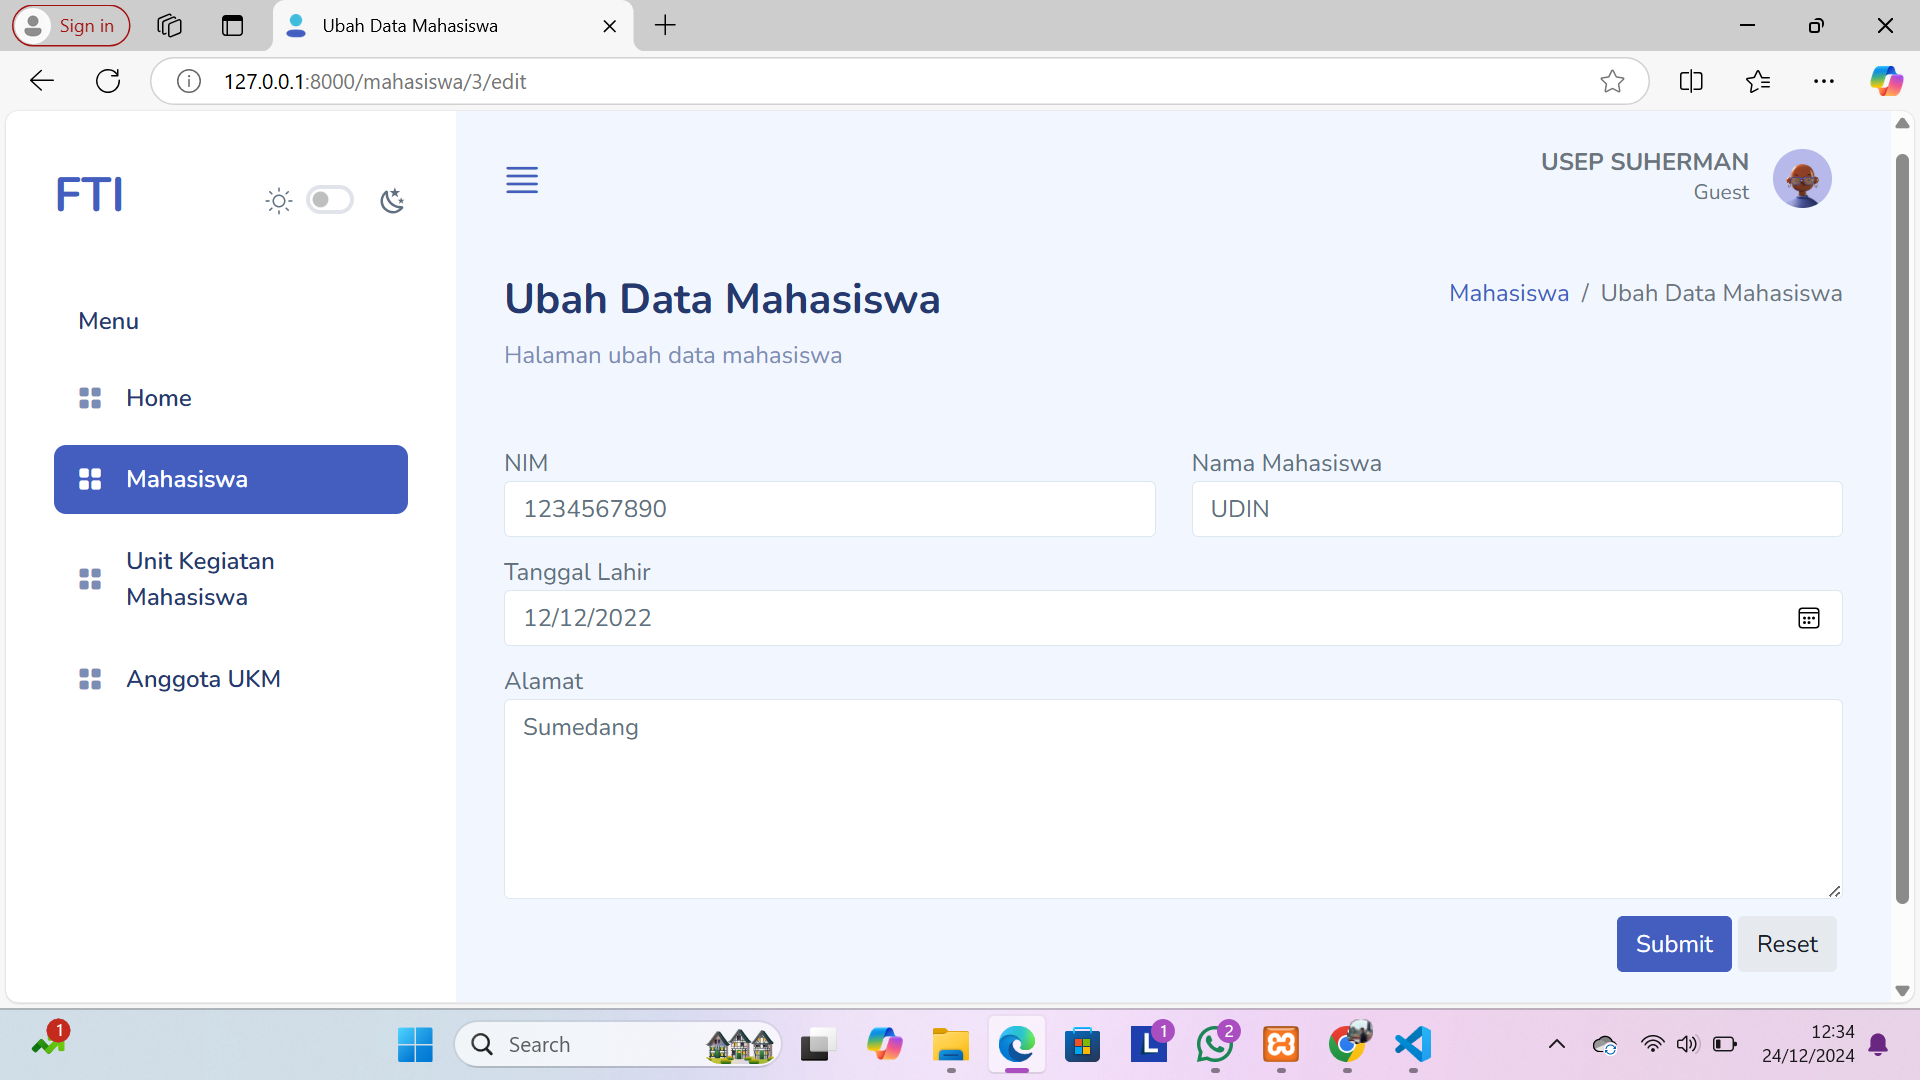 Sign in
Ubah Data Mahasiswa
127.0.0.1:8000/mahasiswa/3/edit
FTI
USEP SUHERMAN
Guest
Menu
Home
Mahasiswa
Unit Kegiatan
Mahasiswa
Anggota UKM
Ubah Data Mahasiswa
Mahasiswa / Ubah Data Mahasiswa
Halaman ubah data mahasiswa
NIM
Nama Mahasiswa
1234567890
UDIN
Tanggal Lahir
12/12/2022
Alamat
Sumedang
Submit
Reset
1
Search
L
1
2
12:34
24/12/2024